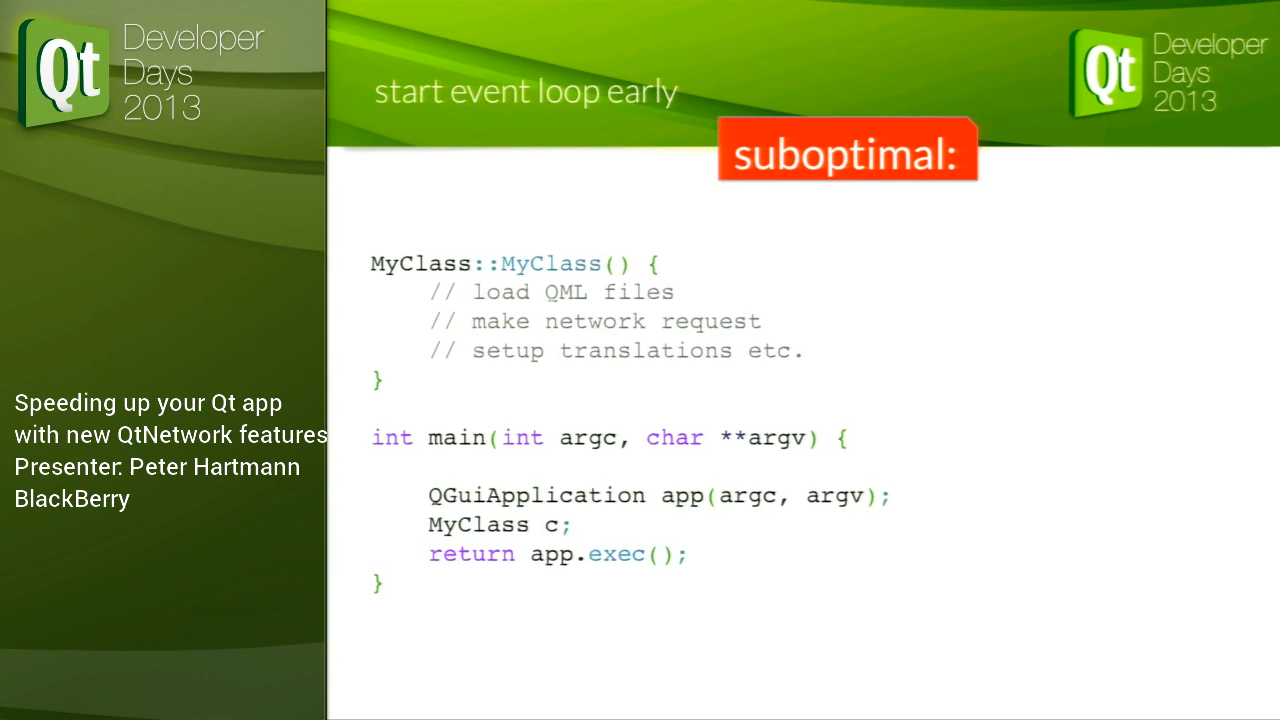 Qt Developer
Days
2013
Speeding up your Qt app
with new QtNetwork features
Presenter: Peter Hartmann
BlackBerry
start event loop early
Qt Developer
Days
2013
suboptimal:
MyClass::MyClass() {
    // load QML files
    // make network request
    // setup translations etc.
}
int main(int argc, char **argv) {
    QGuiApplication app(argc, argv);
    MyClass c;
    return app.exec();
}